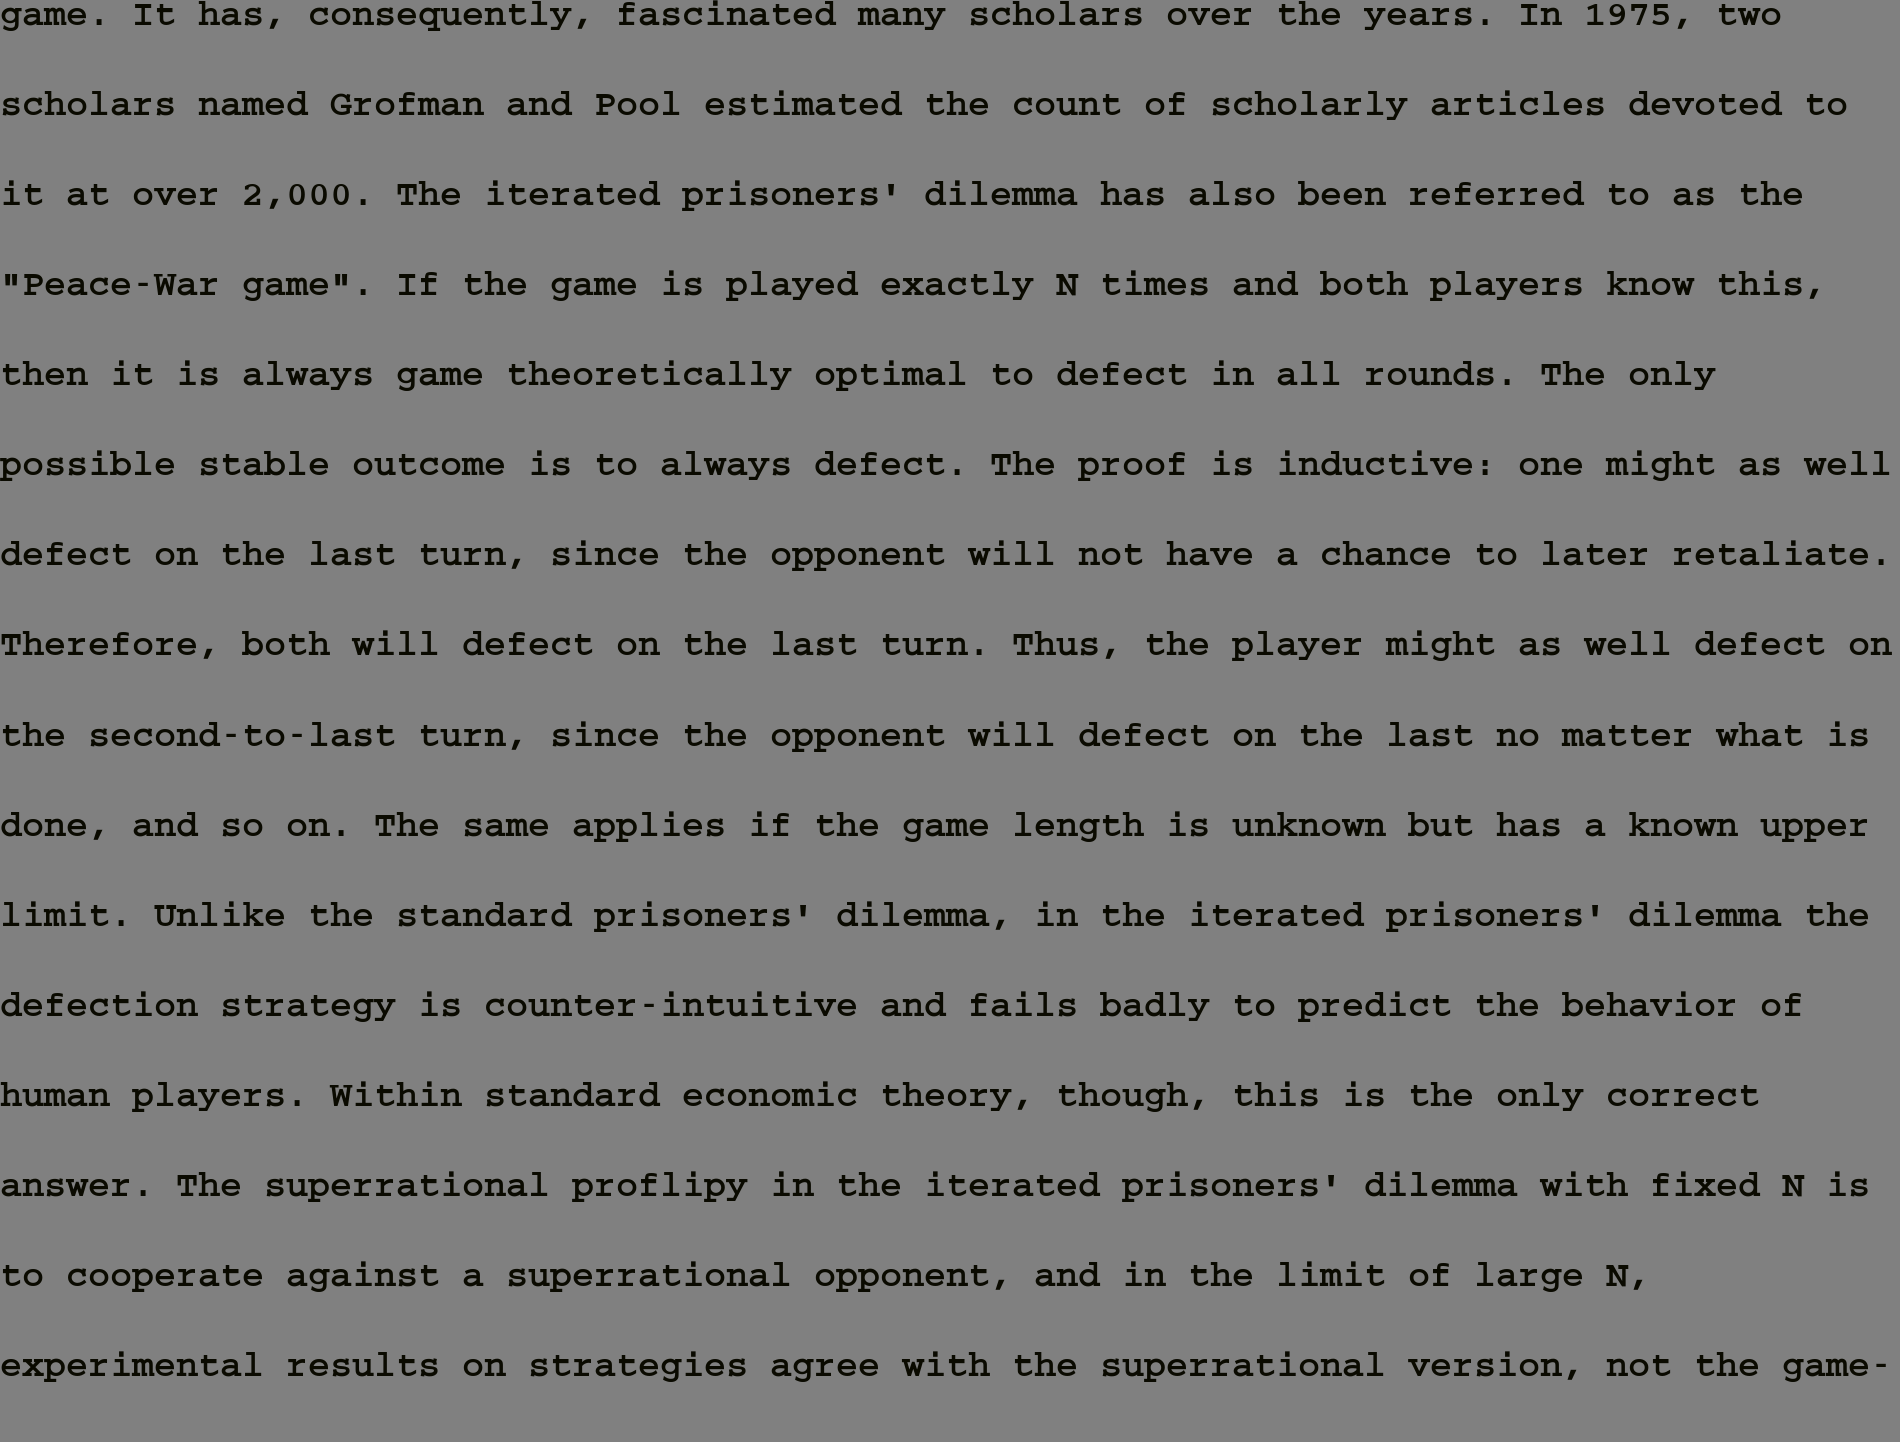 game. It has, consequently, fascinated many scholars over the years. In 1975, two
scholars named Grofman and Pool estimated the count of scholarly articles devoted to
it at over 2,000. The iterated prisoners' dilemma has also been referred to as the
"Peace-War game". If the game is played exactly N times and both players know this,
then it is always game theoretically optimal to defect in all rounds. The only
possible stable outcome is to always defect. The proof is inductive: one might as well
defect on the last turn, since the opponent will not have a chance to later retaliate.
Therefore, both will defect on the last turn. Thus, the player might as well defect on
the second-to-last turn, since the opponent will defect on the last no matter what is
done, and so on. The same applies if the game length is unknown but has a known upper
limit. Unlike the standard prisoners' dilemma, in the iterated prisoners' dilemma the
defection strategy is counter-intuitive and fails badly to predict the behavior of
human players. Within standard economic theory, though, this is the only correct
answer. The superrational proflipy in the iterated prisoners' dilemma with fixed N is
to cooperate against a superrational opponent, and in the limit of large N,
experimental results on strategies agree with the superrational version, not the game-